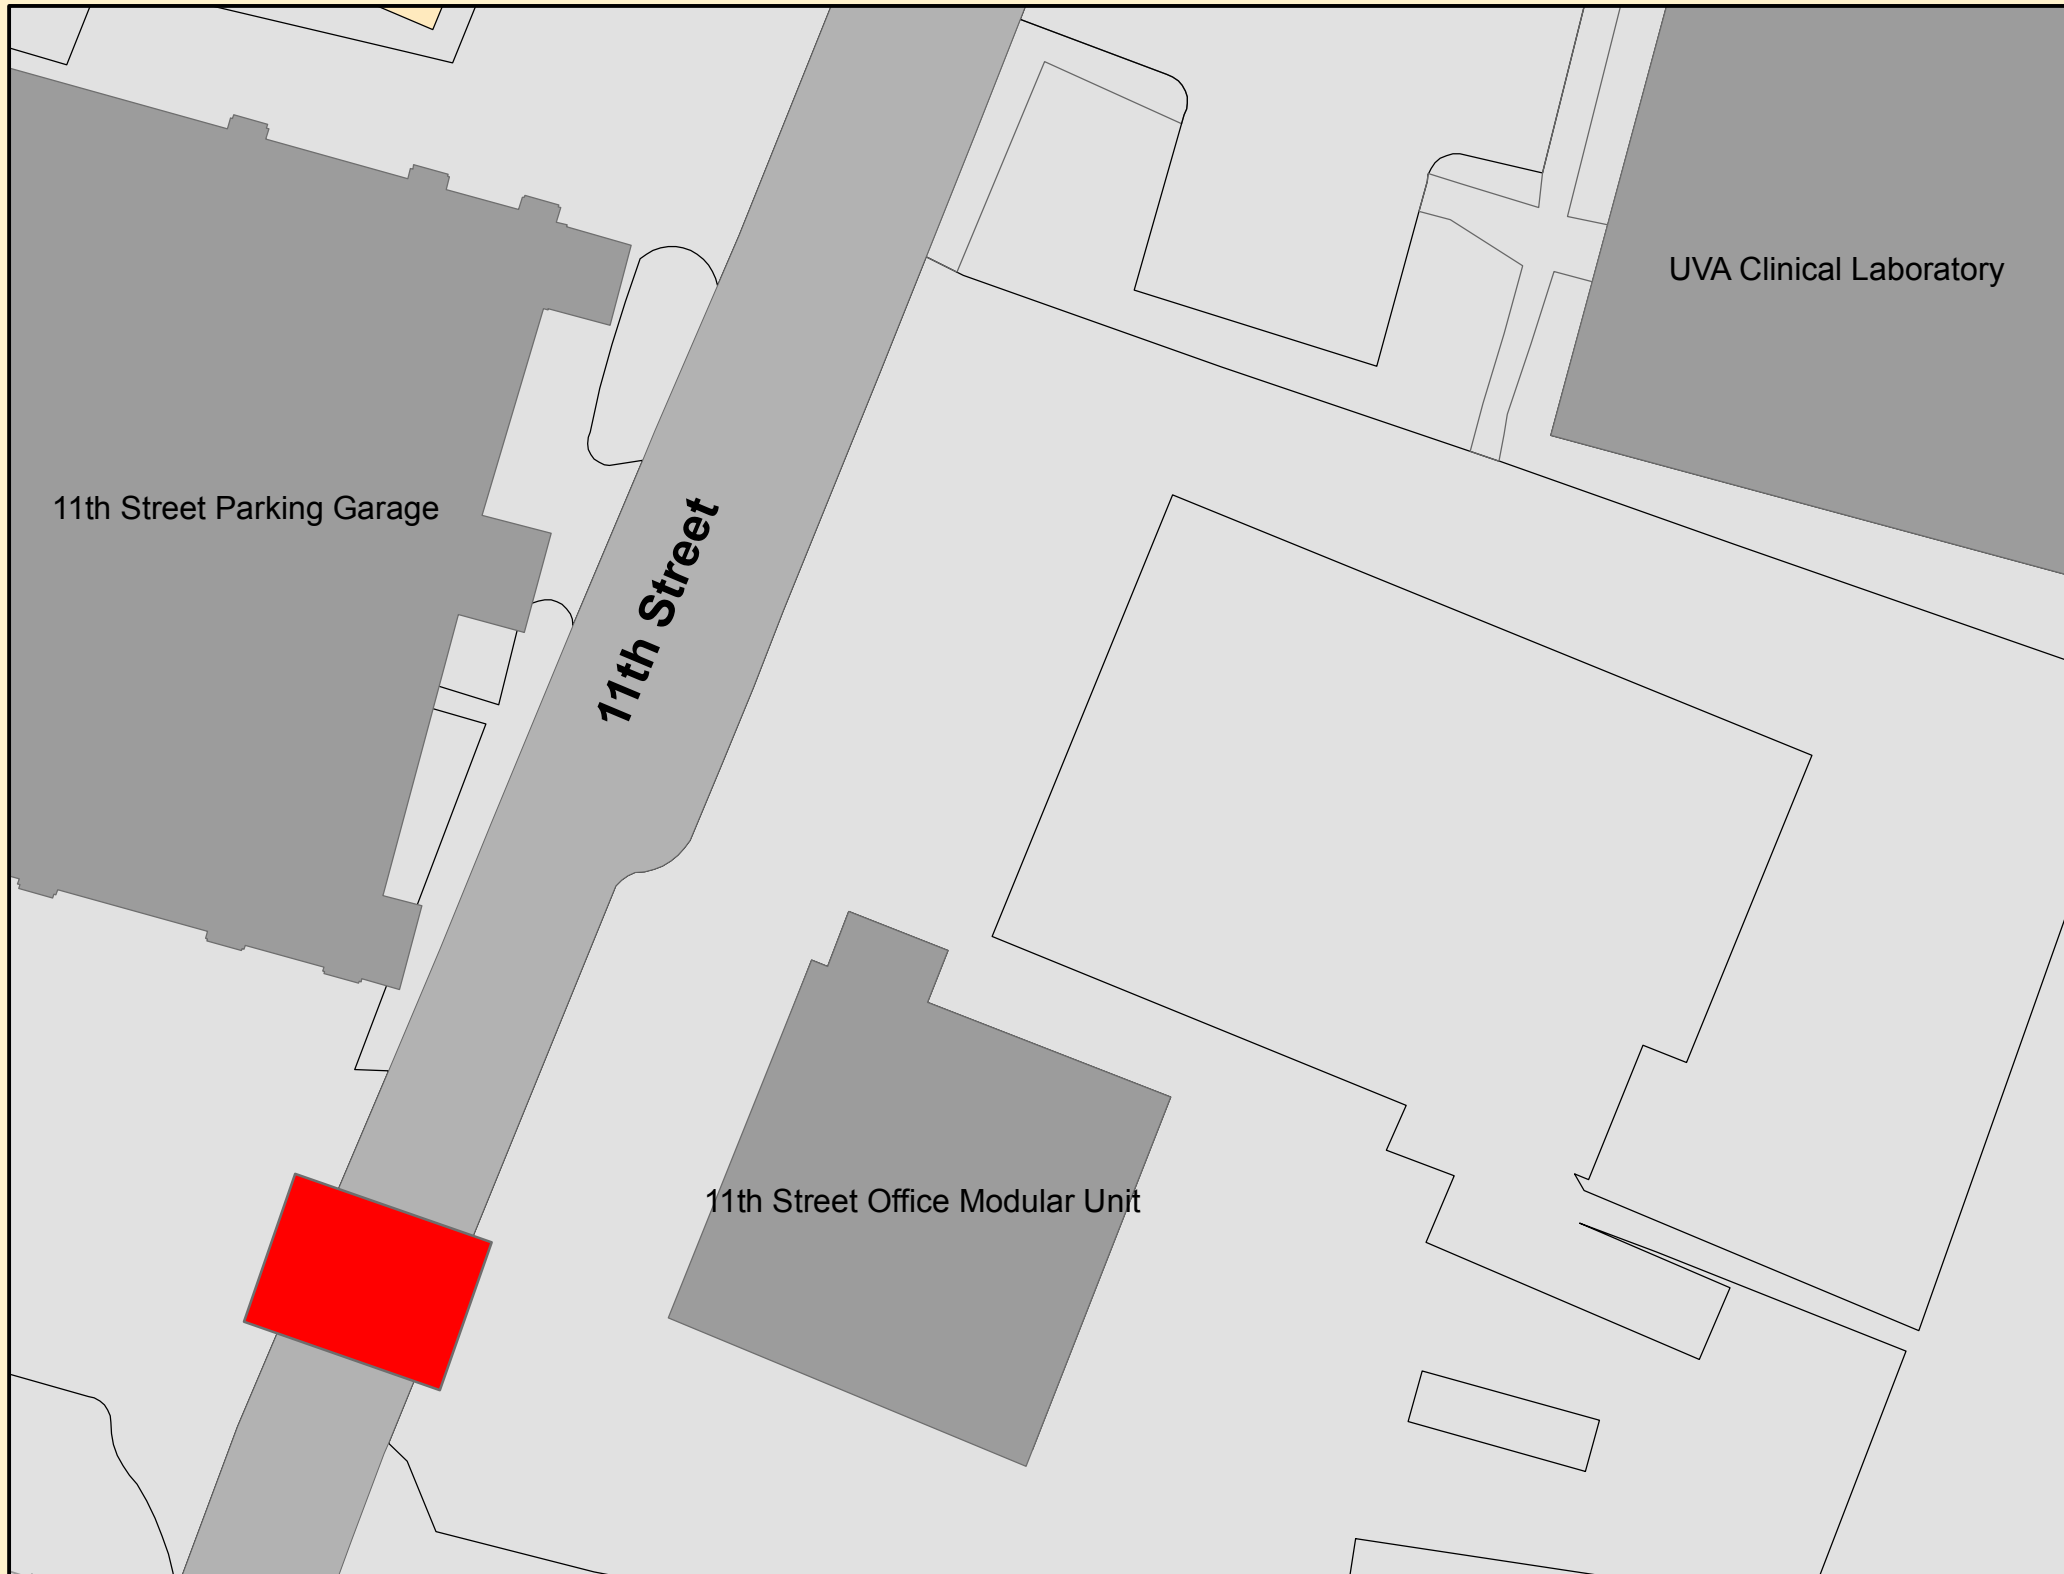 UVA Clinical Laboratory
11th Street Parking Garage
11th Street
11th Street Office Modular Unit